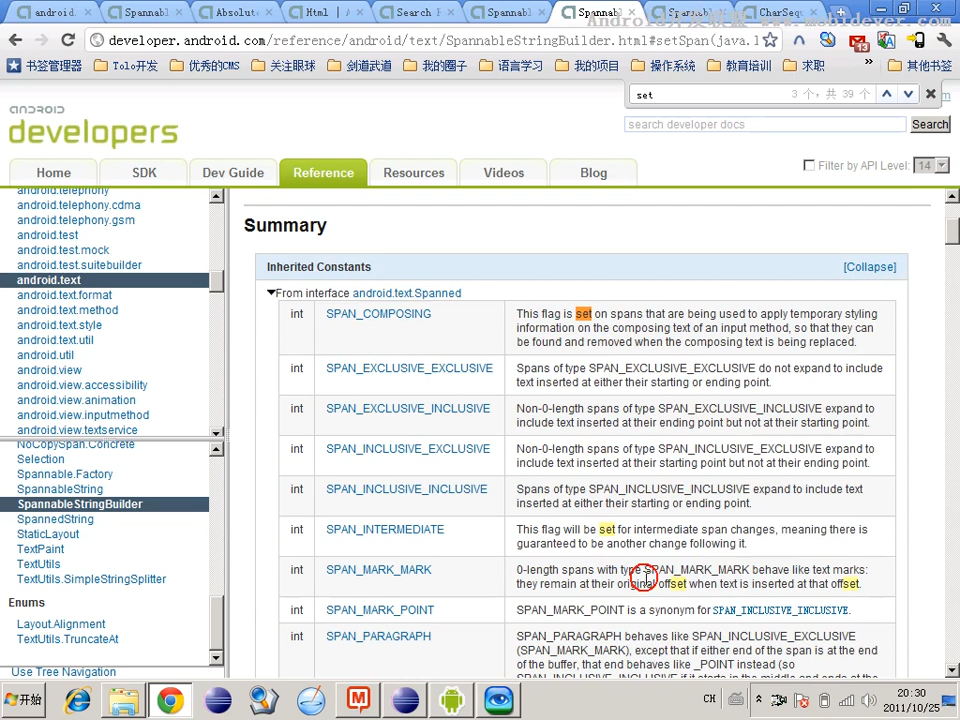 android.
Spannabl
Absolute
Html |
Search R
Spannabl
Spannabl
Spannabl
CharSequ
www.mobidever.com
developer.android.com/reference/android/text/SpannableStringBuilder.html#setSpan(java.l
书签管理器 Tolo开发 优秀的CMS 关注眼球 剑道武道 我的圈子 语言学习 我的项目 操作系统 教育培训 求职 » 其他书签
13
set 3 个，共 39 个
android
developers
search developer docs Search
Home SDK Dev Guide Reference Resources Videos Blog
Filter by API Level: 14
android.telephony
android.telephony.cdma
android.telephony.gsm
android.test
android.test.mock
android.test.suitebuilder
android.text
android.text.format
android.text.method
android.text.style
android.text.util
android.util
android.view
android.view.accessibility
android.view.animation
android.view.inputmethod
android.view.textservice
NoCopySpan.Concrete
Selection
Spannable.Factory
SpannableString
SpannableStringBuilder
SpannedString
StaticLayout
TextPaint
TextUtils
TextUtils.SimpleStringSplitter
Enums
Layout.Alignment
TextUtils.TruncateAt
Use Tree Navigation
Summary
Inherited Constants [Collapse]
From interface android.text.Spanned
int SPAN_COMPOSING This flag is set on spans that are being used to apply temporary styling
information on the composing text of an input method, so that they can
be found and removed when the composing text is being replaced.
int SPAN_EXCLUSIVE_EXCLUSIVE Spans of type SPAN_EXCLUSIVE_EXCLUSIVE do not expand to include
text inserted at either their starting or ending point.
int SPAN_EXCLUSIVE_INCLUSIVE Non-0-length spans of type SPAN_EXCLUSIVE_INCLUSIVE expand to
include text inserted at their ending point but not at their starting point.
int SPAN_INCLUSIVE_EXCLUSIVE Non-0-length spans of type SPAN_INCLUSIVE_EXCLUSIVE expand to
include text inserted at their starting point but not at their ending point.
int SPAN_INCLUSIVE_INCLUSIVE Spans of type SPAN_INCLUSIVE_INCLUSIVE expand to include text
inserted at either their starting or ending point.
int SPAN_INTERMEDIATE This flag will be set for intermediate span changes, meaning there is
guaranteed to be another change following it.
int SPAN_MARK_MARK 0-length spans with type SPAN_MARK_MARK behave like text marks:
they remain at their original offset when text is inserted at that offset.
int SPAN_MARK_POINT SPAN_MARK_POINT is a synonym for SPAN_INCLUSIVE_INCLUSIVE.
int SPAN_PARAGRAPH SPAN_PARAGRAPH behaves like SPAN_INCLUSIVE_EXCLUSIVE
(SPAN_MARK_MARK), except that if either end of the span is at the end
of the buffer, that end behaves like _POINT instead (so
SPAN_INCLUSIVE_INCLUSIVE if it starts in the middle and ends at the
开始
CH
20:30
2011/10/25